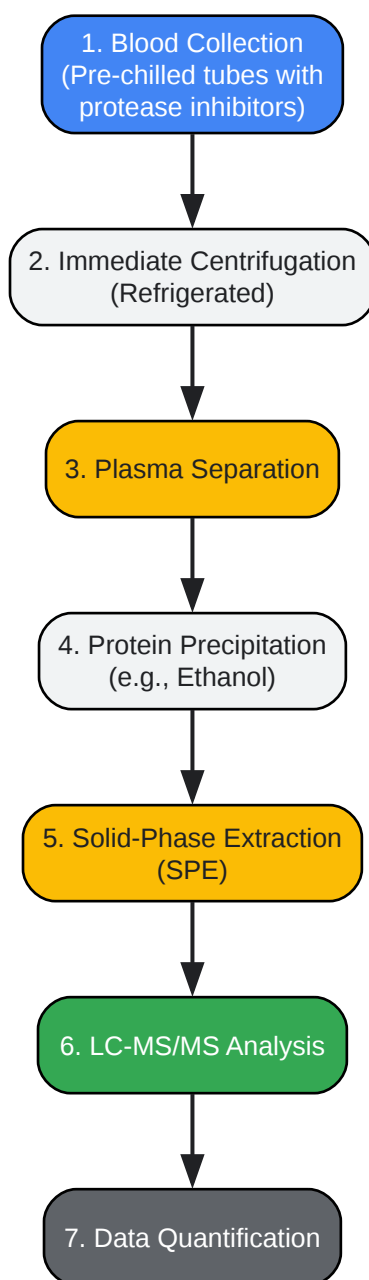 1. Blood Collection
(Pre-chilled tubes with
protease inhibitors)
2. Immediate Centrifugation
(Refrigerated)
3. Plasma Separation
4. Protein Precipitation
(e.g., Ethanol)
5. Solid-Phase Extraction
(SPE)
6. LC-MS/MS Analysis
7. Data Quantification